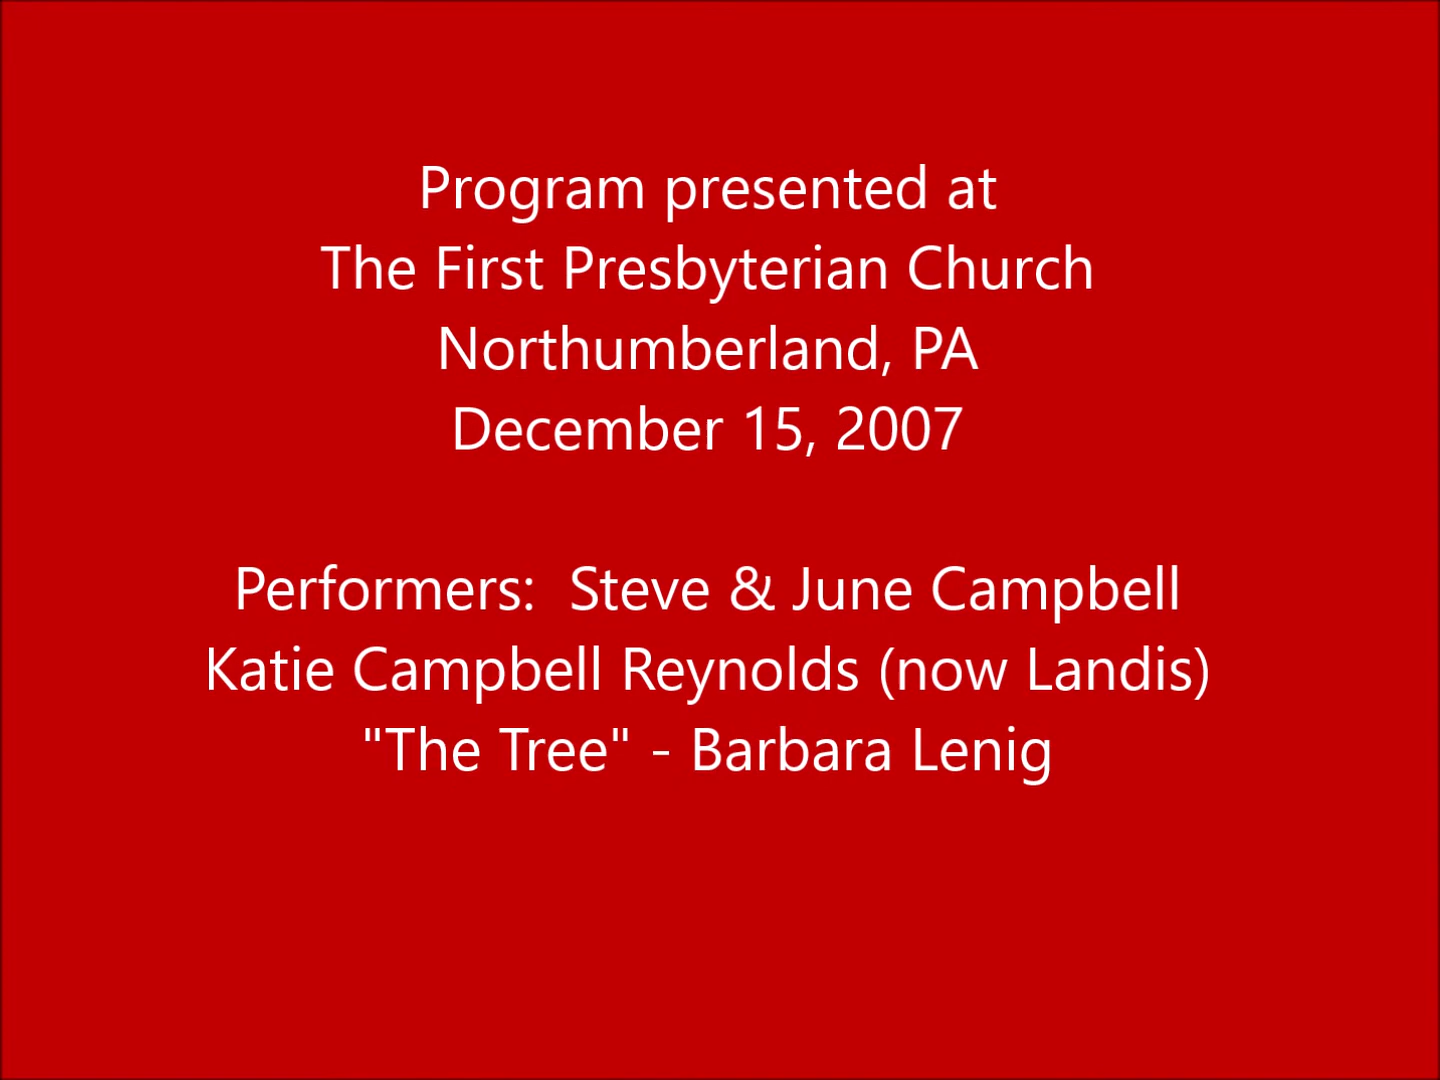 Program presented at
The First Presbyterian Church
Northumberland, PA
December 15, 2007
Performers:  Steve & June Campbell
Katie Campbell Reynolds (now Landis)
"The Tree" - Barbara Lenig